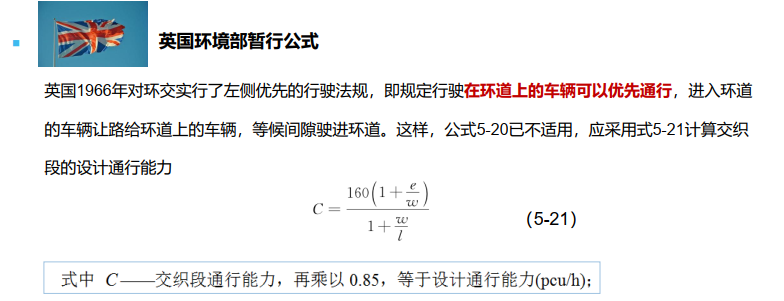 英国环境部暂行公式
英国1966年对环交实行了左侧优先的行驶法规，即规定行驶在环道上的车辆可以优先通行，进入环道
的车辆让路给环道上的车辆，等候间隙驶进环道。这样，公式5-20已不适用，应采用式5-21计算交织
段的设计通行能力
C = \frac{160\left(1+\frac{e}{w}\right)}{1+\frac{w}{l}} （5-21）
式中 C——交织段通行能力，再乘以 0.85，等于设计通行能力(pcu/h)；